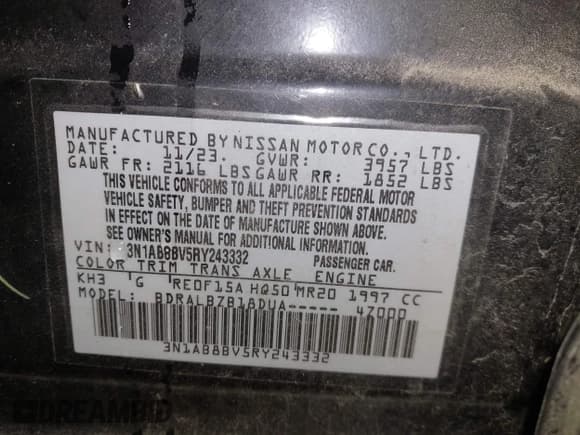 MANUFACTURED BY NISSAN MOTOR CO., LTD.
DATE: 11/23. GVWR: 3957 LBS
GAWR FR: 2116 LBS GAWR RR: 1852 LBS
THIS VEHICLE CONFORMS TO ALL APPLICABLE FEDERAL MOTOR
VEHICLE SAFETY, BUMPER AND THEFT PREVENTION STANDARDS
IN EFFECT ON THE DATE OF MANUFACTURE SHOWN ABOVE.
SEE OWNER'S MANUAL FOR ADDITIONAL INFORMATION.
VIN: 3N1AB8BV5RY243332 PASSENGER CAR.
COLOR TRIM TRANS AXLE ENGINE
KH3 'G 'RE0F15A HQ50'MR20 1997 CC
MODEL: BDRALBZB18DUA----- 47000
3N1AB8BV5RY243332
DREAMBID